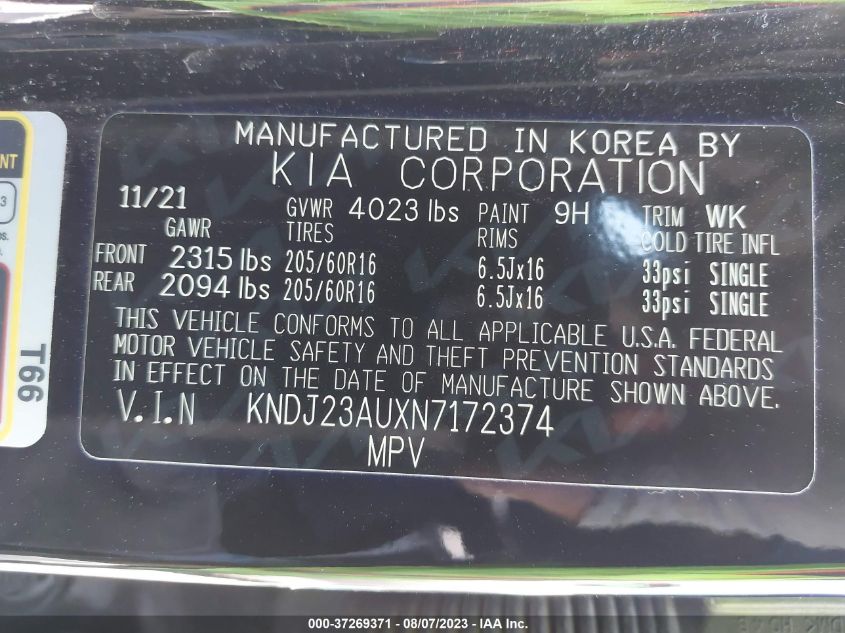 MANUFACTURED IN KOREA BY
KIA CORPORATION
11/21 GVWR 4023 lbs PAINT 9H TRIM WK
GAWR TIRES RIMS COLD TIRE INFL
FRONT 2315 lbs 205/60R16 6.5Jx16 33psi SINGLE
REAR 2094 lbs 205/60R16 6.5Jx16 33psi SINGLE
THIS VEHICLE CONFORMS TO ALL APPLICABLE U.S.A. FEDERAL
MOTOR VEHICLE SAFETY AND THEFT PREVENTION STANDARDS
IN EFFECT ON THE DATE OF MANUFACTURE SHOWN ABOVE.
V.I.N KNDJ23AUXN7172374
MPV
NT
3
T66
000-37269371 - 08/07/2023 - IAA Inc.